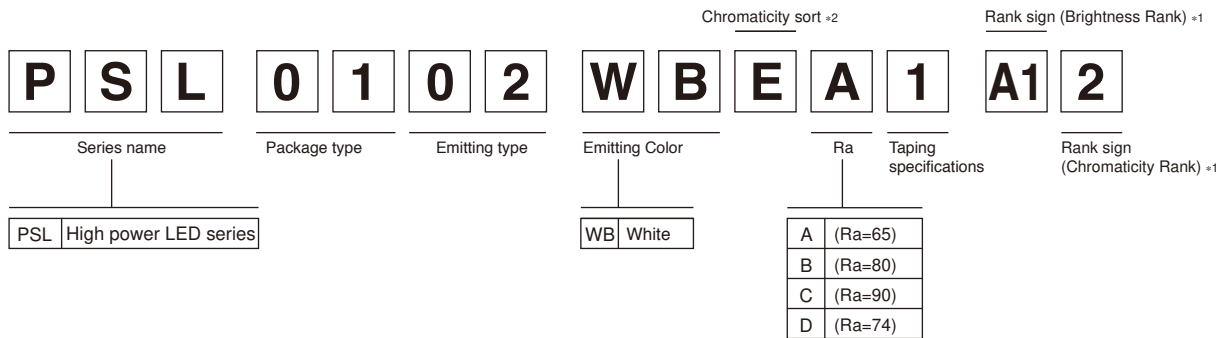 Chromaticity sort *2 Rank sign (Brightness Rank) *1
P S L 0 1 0 2 W B E A 1 A1 2
Series name Package type Emitting type Emitting Color Ra Taping specifications Rank sign (Chromaticity Rank) *1
PSL High power LED series
WB White
A (Ra=65)
B (Ra=80)
C (Ra=90)
D (Ra=74)